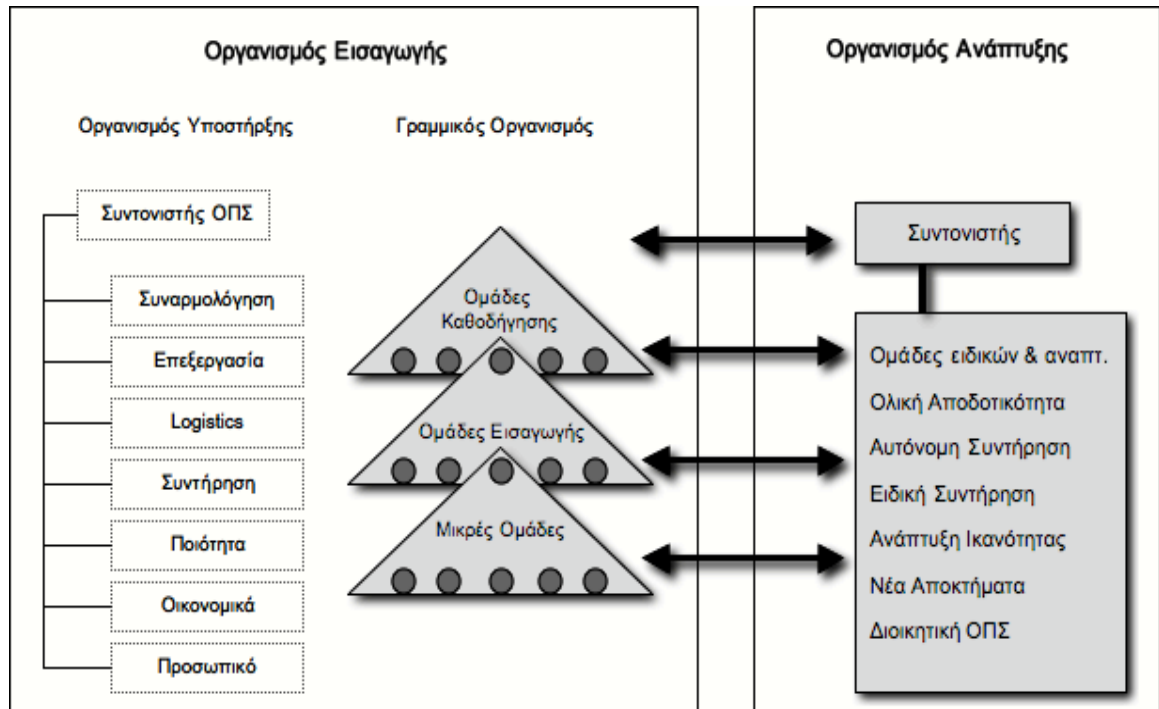 Οργανισμός Εισαγωγής
Οργανισμός Υποστήρξης
Γραμμικός Οργανισμός
Συντονιστής ΟΠΣ
Συναρμολόγηση
Επεξεργασία
Logistics
Συντήρηση
Ποιότητα
Οικονομικά
Προσωπικό
Ομάδες
Καθοδήγησης
Ομάδες Εισαγωγής
Μικρές Ομάδες
Οργανισμός Ανάπτυξης
Συντονιστής
Ομάδες ειδικών & αναπτ.
Ολική Αποδοτικότητα
Αυτόνομη Συντήρηση
Ειδική Συντήρηση
Ανάπτυξη Ικανότητας
Νέα Αποκτήματα
Διοικητική ΟΠΣ